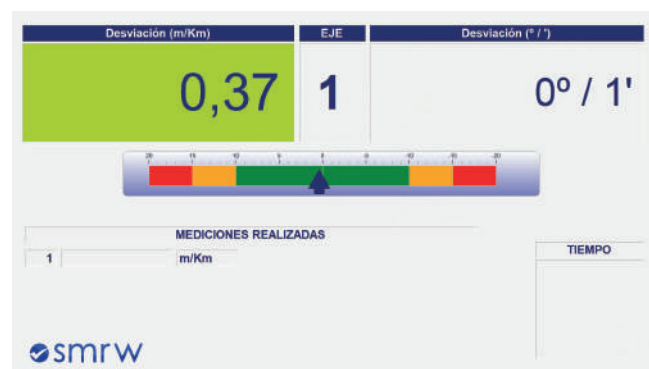 Desviación (m/Km) EJE Desviación (º / ')
0,37 1 0º / 1'
20 15 10 5 0 -5 -10 -15 -20
MEDICIONES REALIZADAS
TIEMPO
1 m/Km
smrw